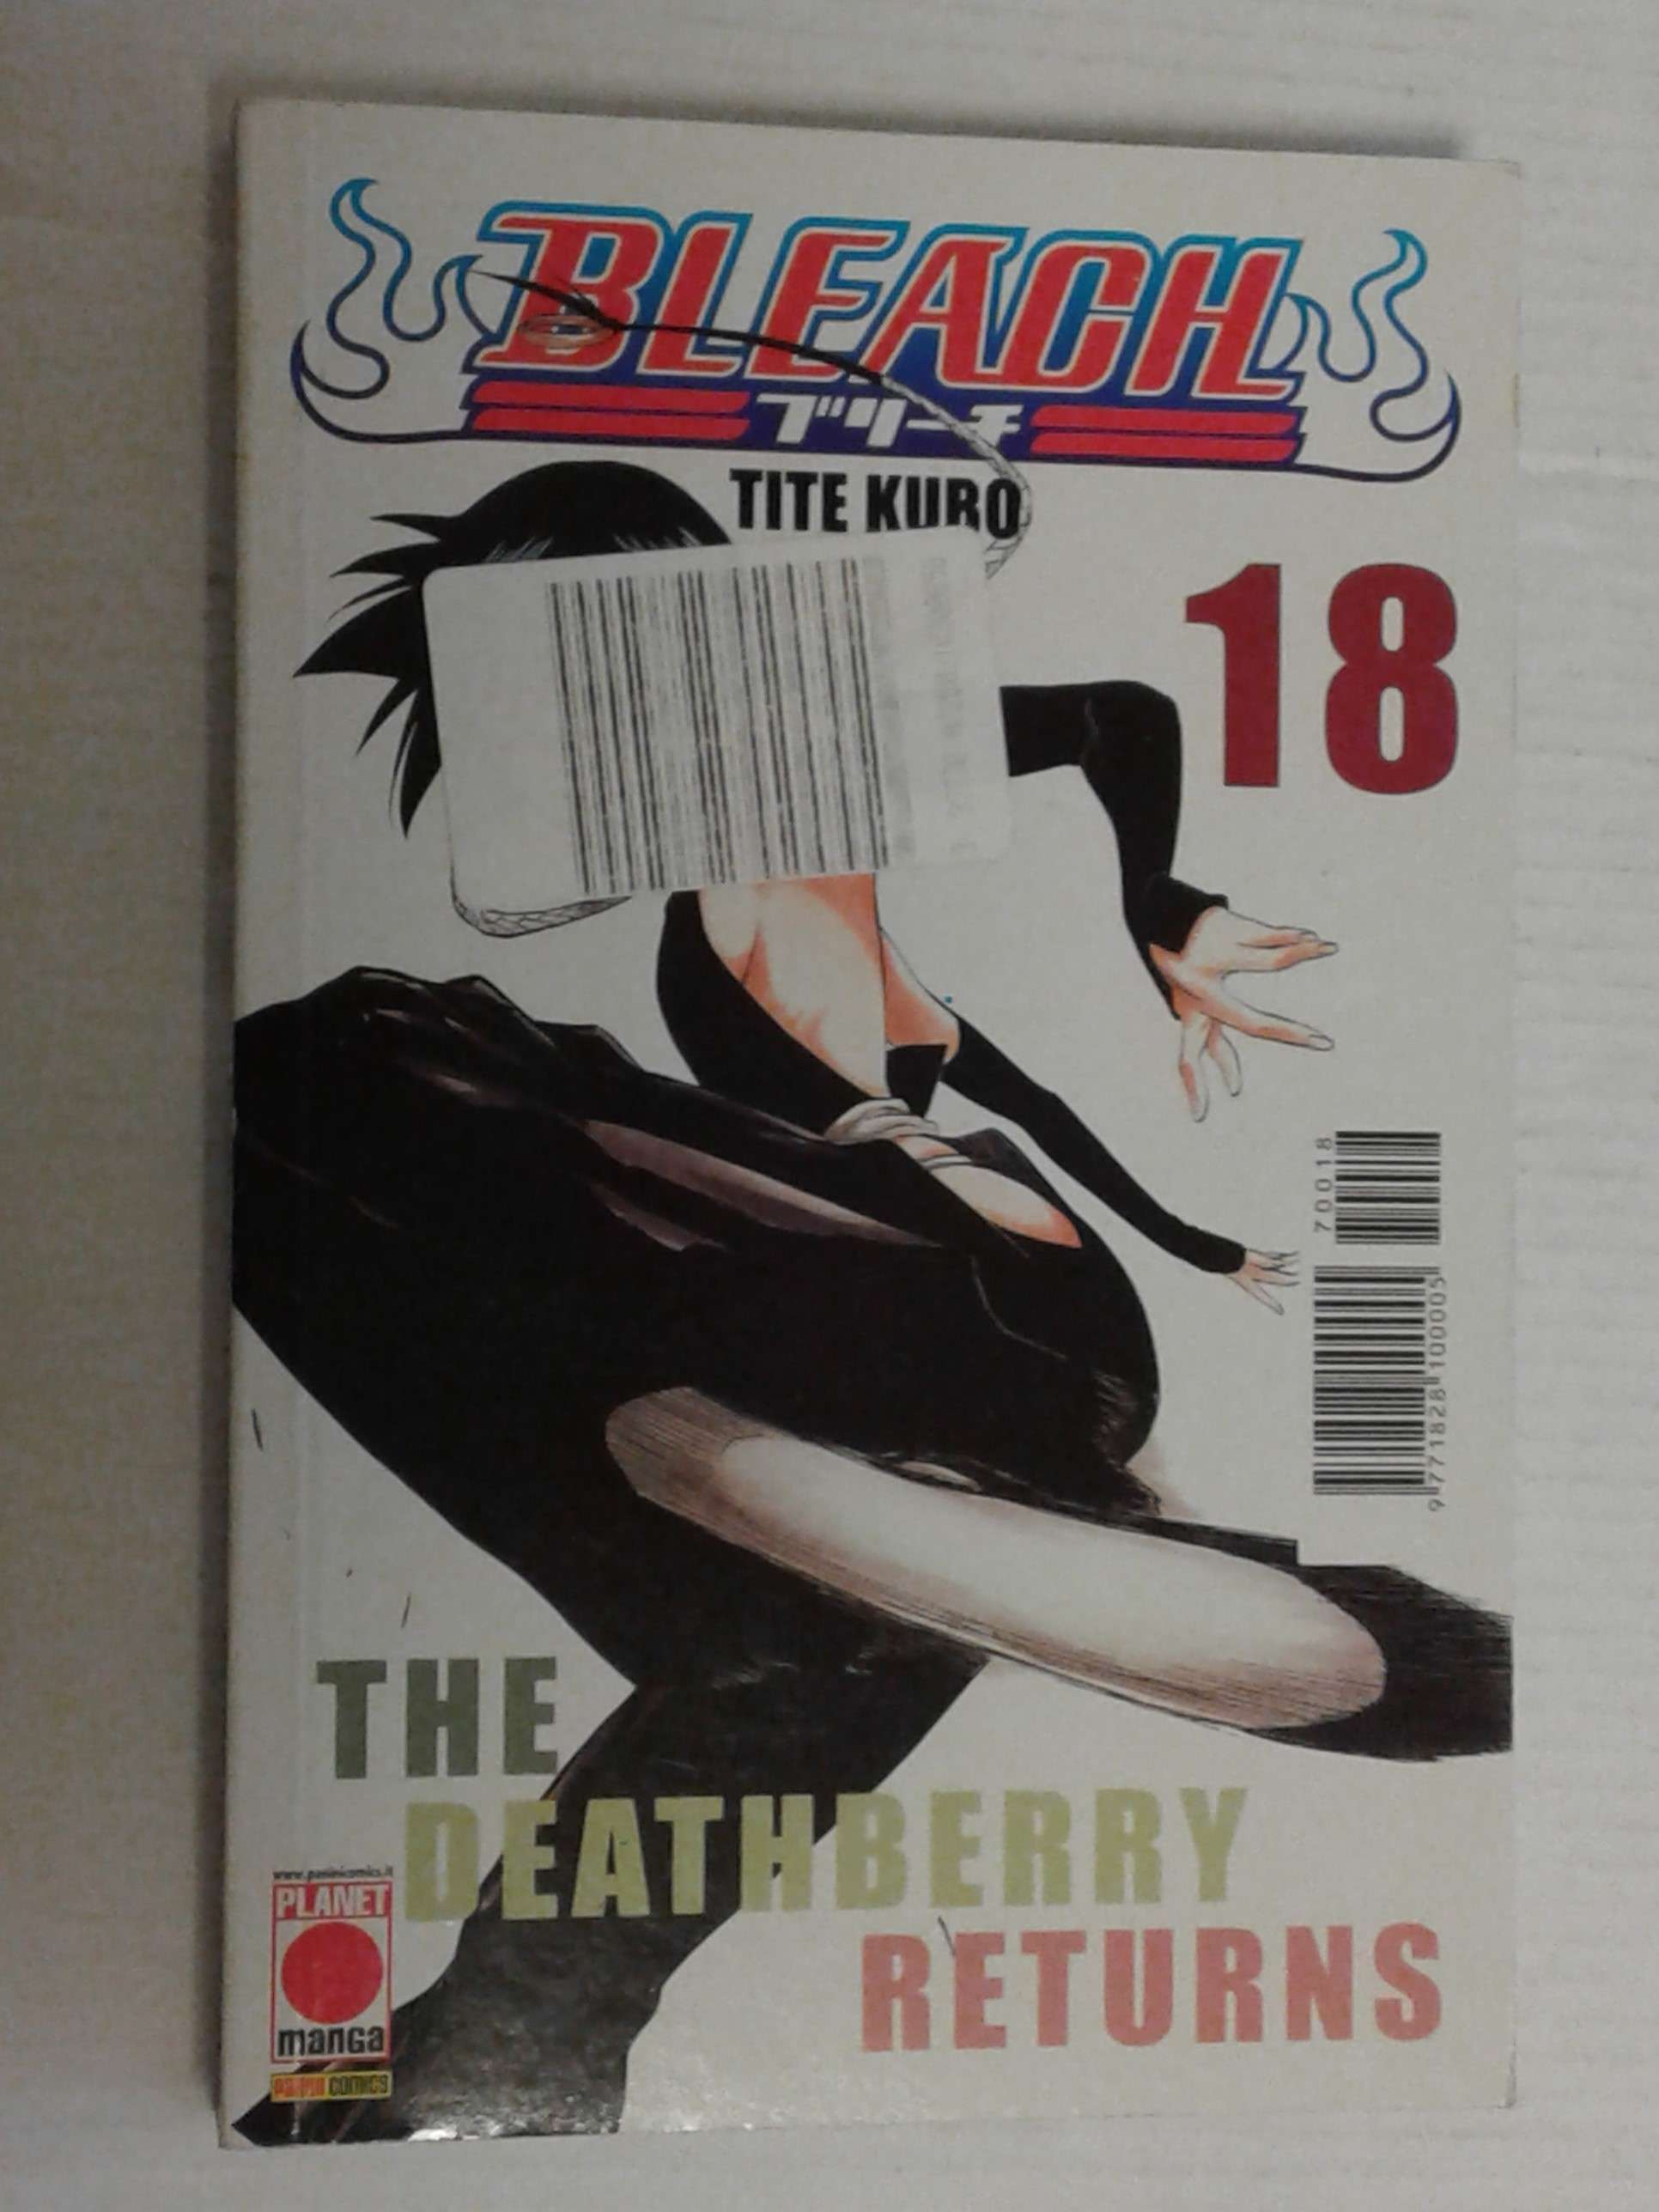 BLEACH
ブリーチ
TITE KUBO
18
70018
9 771828 100005
THE
DEATHBERRY
RETURNS
www.paninicomics.it
PLANET
manga
PANINI COMICS